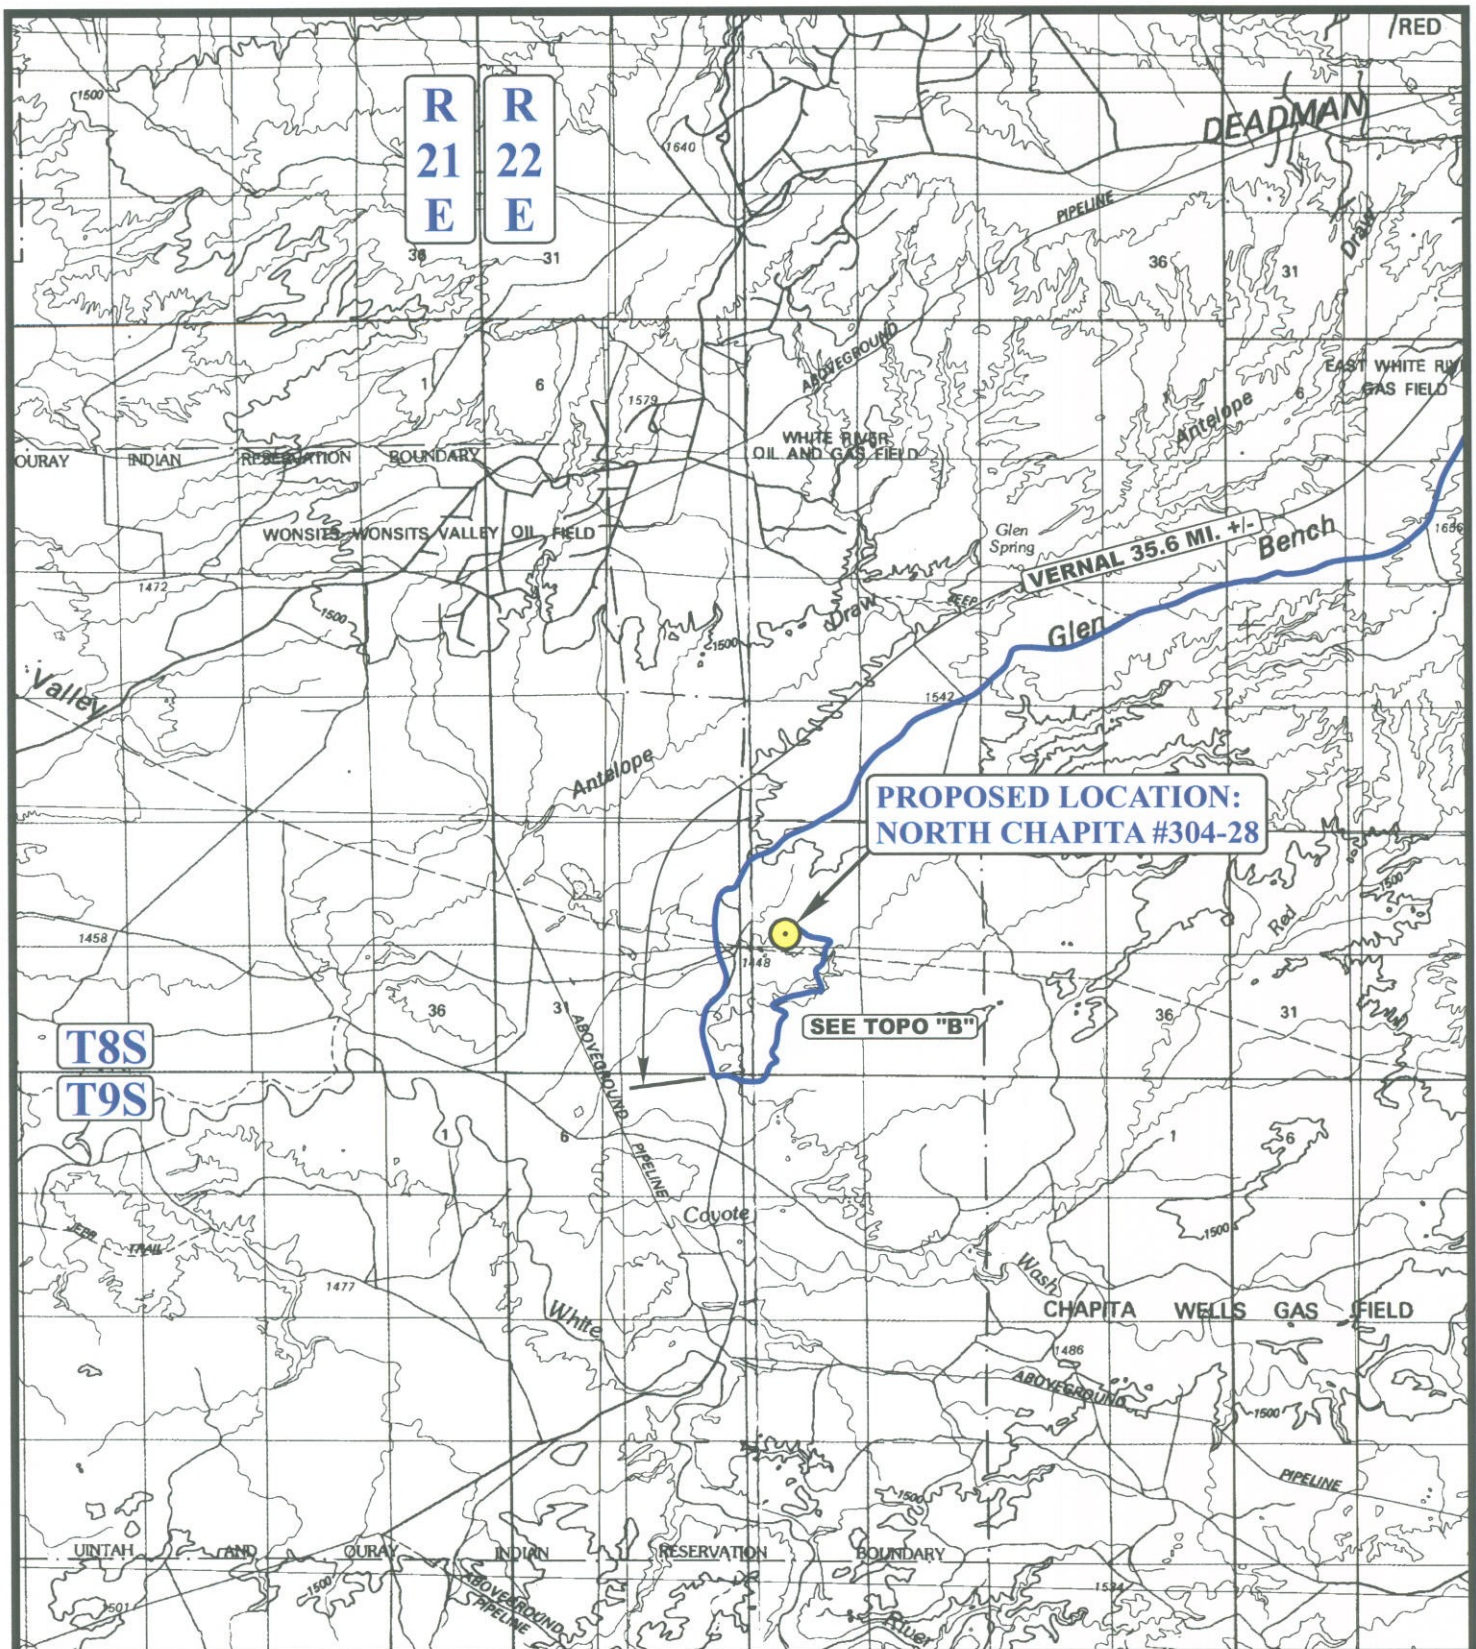 RED
DEADMAN
1500
R
21
E
R
22
E
1640
PIPELINE
Draw
36
31
36
31
ABOVEGROUND
EAST WHITE RIV
GAS FIELD
1
6
1579
6
Antelope
WHITE RIVER
OIL AND GAS FIELD
OURAY INDIAN RESERVATION BOUNDARY
WONSITS-WONSITS VALLEY OIL FIELD
Glen
Spring
VERNAL 35.6 MI. +/-
Bench
1472
1500
JEEP
Draw
Glen
1500
Valley
1542
Antelope
PROPOSED LOCATION:
NORTH CHAPITA #304-28
1500
Red
1458
1448
36
31
36
31
ABOVEGROUND
SEE TOPO "B"
T8S
T9S
1
6
1
6
PIPELINE
Coyote
1500
JEEP TRAIL
Wash
1477
White
CHAPITA WELLS GAS FIELD
1486
ABOVEGROUND
1500
PIPELINE
1500
UINTAH AND OURAY INDIAN RESERVATION BOUNDARY
1500
ABOVEGROUND
PIPELINE
River